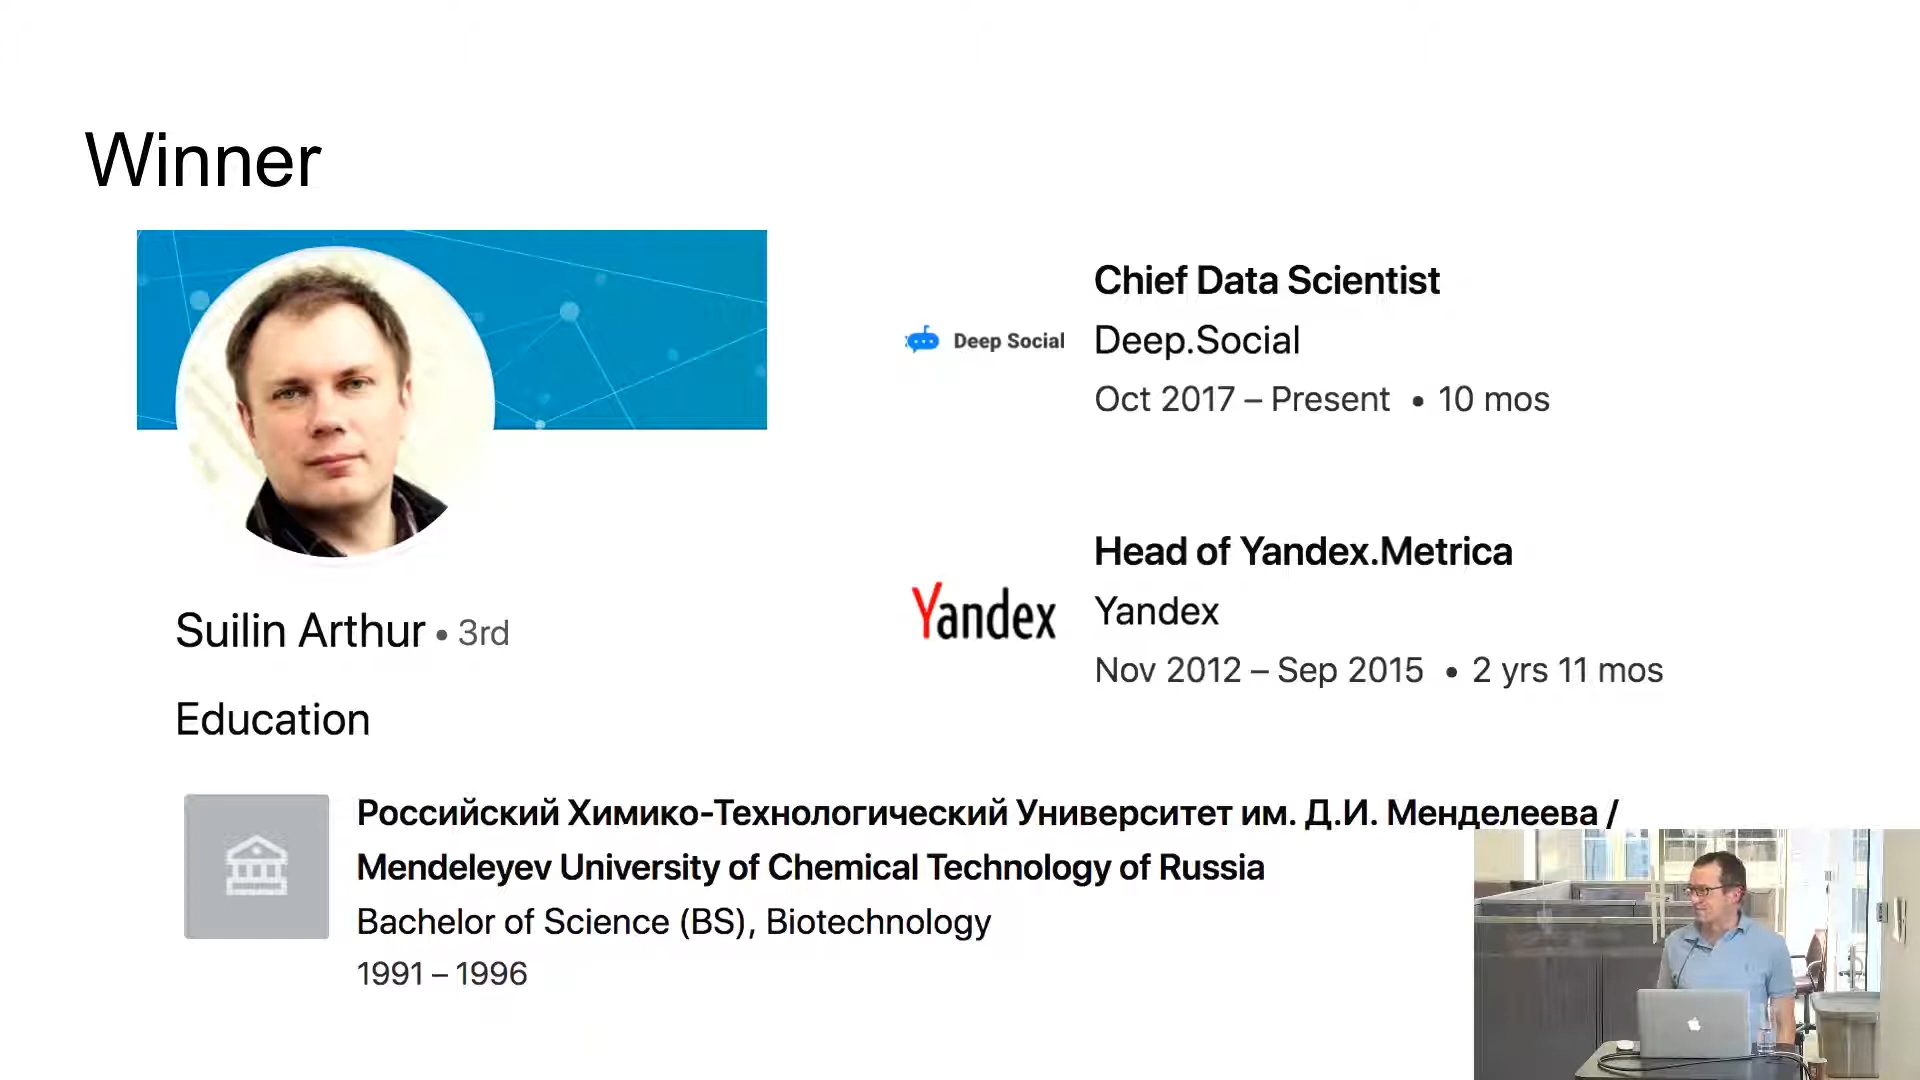 Winner
Suilin Arthur • 3rd
Education
Российский Химико-Технологический Университет им. Д.И. Менделеева /
Mendeleyev University of Chemical Technology of Russia
Bachelor of Science (BS), Biotechnology
1991 – 1996
Deep Social
Chief Data Scientist
Deep.Social
Oct 2017 – Present • 10 mos
Yandex
Head of Yandex.Metrica
Yandex
Nov 2012 – Sep 2015 • 2 yrs 11 mos